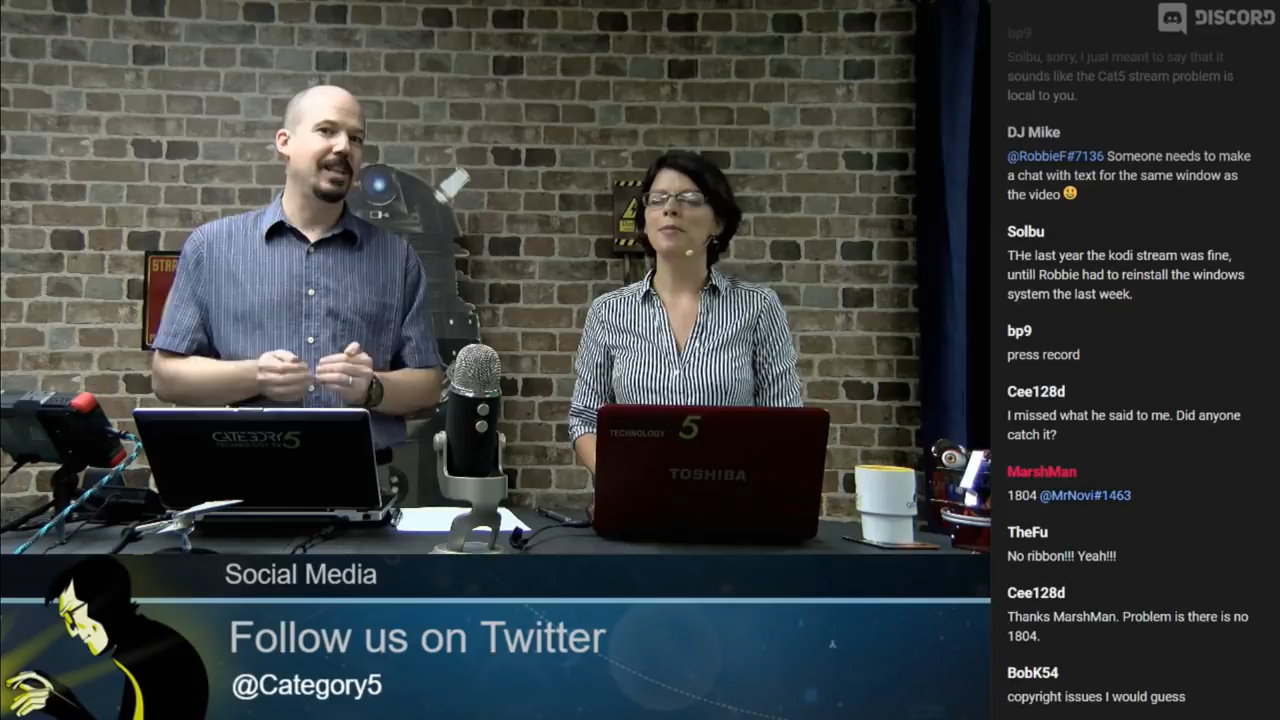 DISCORD
bp9
Solbu, sorry, i just meant to say that it
sounds like the Cat5 stream problem is
local to you.
DJ Mike
@RobbieF#7136 Someone needs to make
a chat with text for the same window as
the video
Solbu
THe last year the kodi stream was fine,
untill Robbie had to reinstall the windows
system the last week.
bp9
press record
Cee128d
I missed what he said to me. Did anyone
catch it?
MarshMan
1804 @MrNovi#1463
TheFu
No ribbon!!! Yeah!!!
Cee128d
Thanks MarshMan. Problem is there is no
1804.
BobK54
copyright issues I would guess
STAR
CATEGORY5
TECHNOLOGY TV
TECHNOLOGY 5
TOSHIBA
Social Media
Follow us on Twitter
@Category5